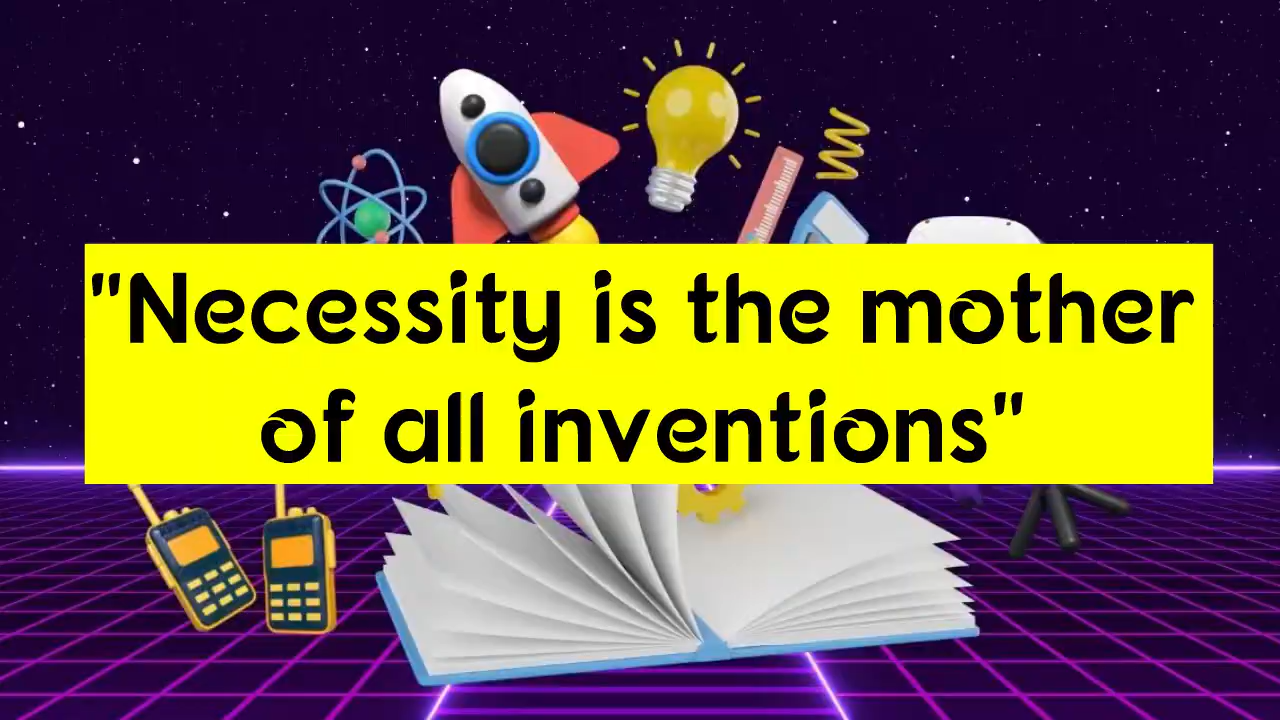 "Necessity is the mother
of all inventions"